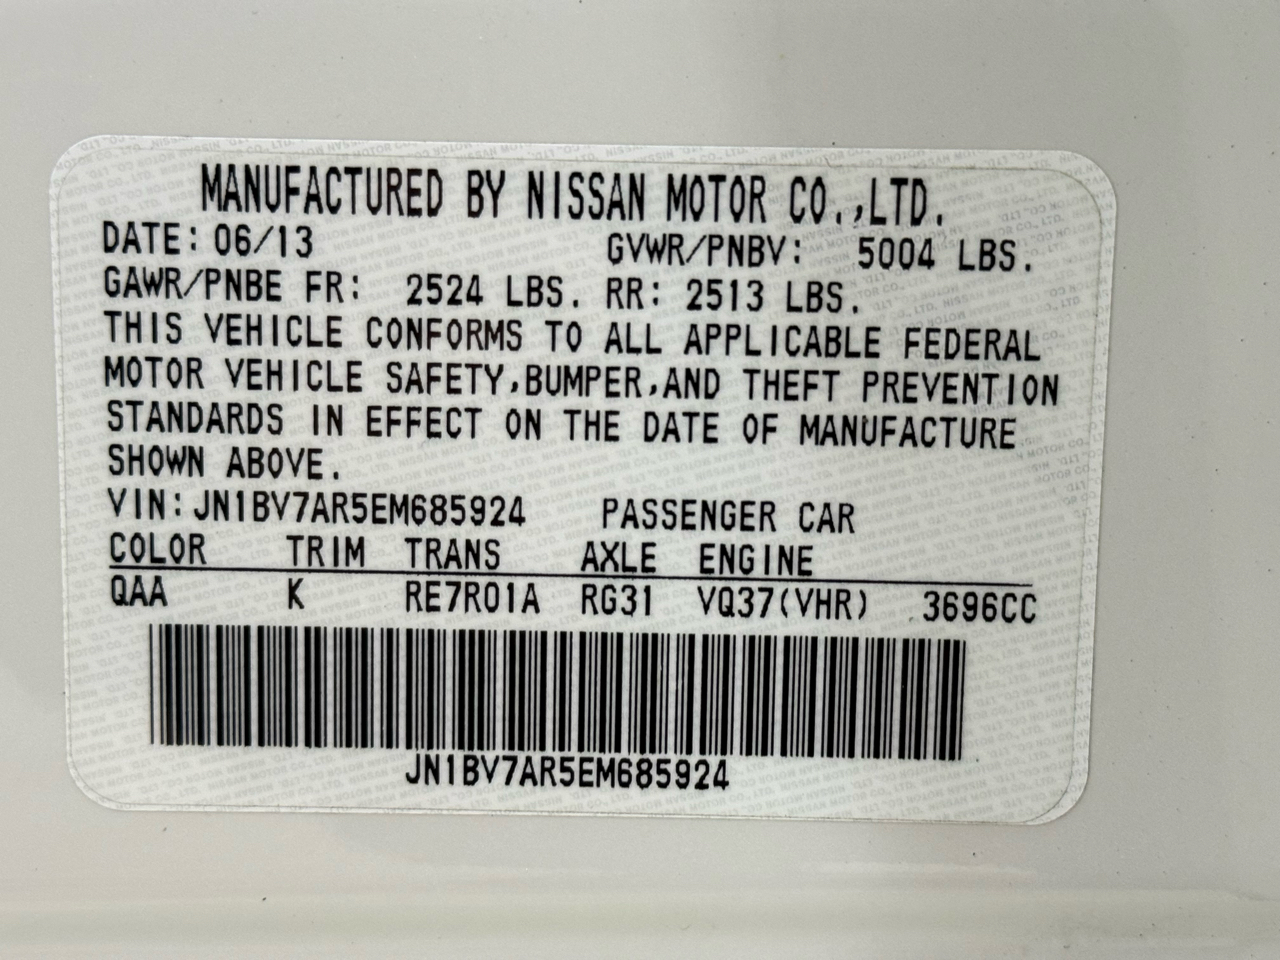 MANUFACTURED BY NISSAN MOTOR CO.,LTD.
DATE: 06/13 GVWR/PNBV: 5004 LBS.
GAWR/PNBE FR: 2524 LBS. RR: 2513 LBS.
THIS VEHICLE CONFORMS TO ALL APPLICABLE FEDERAL
MOTOR VEHICLE SAFETY,BUMPER,AND THEFT PREVENTION
STANDARDS IN EFFECT ON THE DATE OF MANUFACTURE
SHOWN ABOVE.
VIN:JN1BV7AR5EM685924 PASSENGER CAR
COLOR TRIM TRANS AXLE ENGINE
QAA K RE7R01A RG31 VQ37(VHR) 3696CC
JN1BV7AR5EM685924